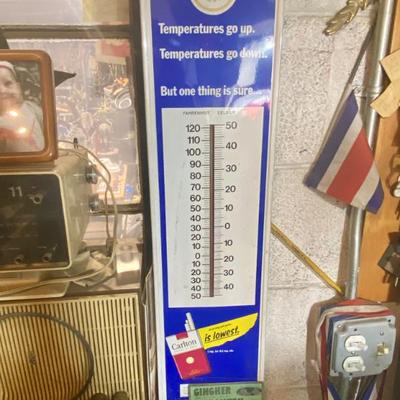 Temperatures go up.
Temperatures go down.
But one thing is sure...
FAHRENHEIT CELSIUS
120 50
110
100 40
90
80 30
70
60 20
50 10
40
30 0
20
10 10
0 20
10
20 30
30
40 40
50
is lowest.
Carlton
GINGHER
11